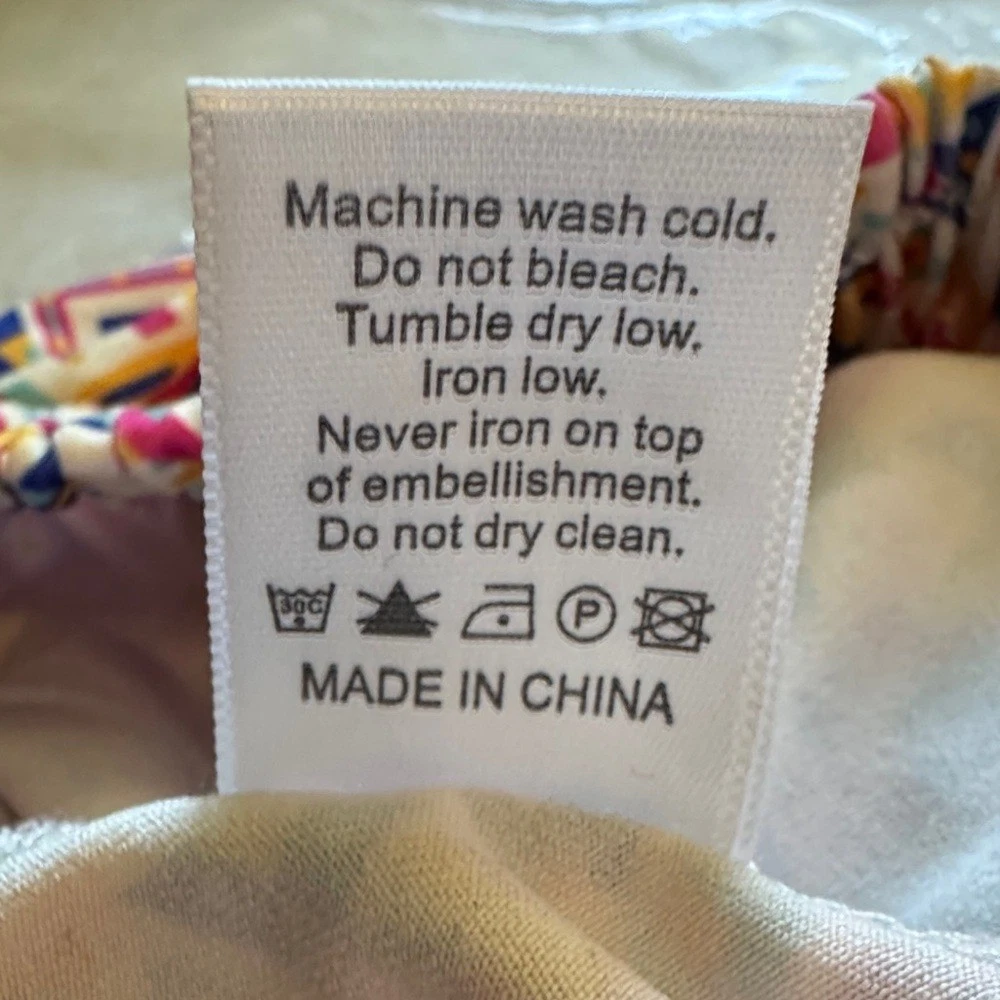 Machine wash cold.
Do not bleach.
Tumble dry low.
Iron low.
Never iron on top
of embellishment.
Do not dry clean.
30C P
MADE IN CHINA